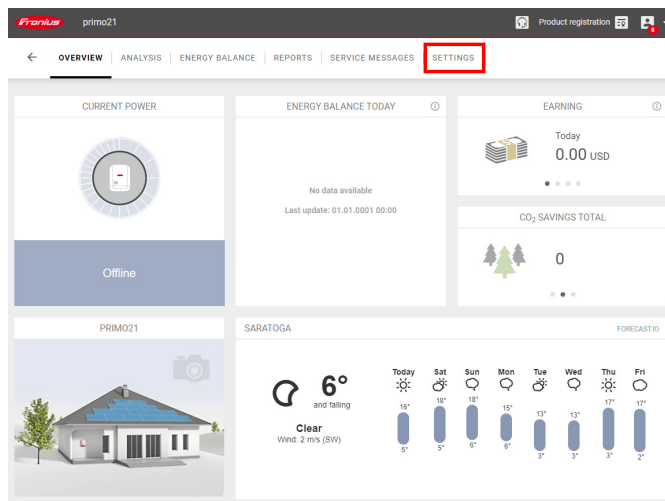 Fronius primo21 Product registration 8
OVERVIEW ANALYSIS ENERGY BALANCE REPORTS SERVICE MESSAGES SETTINGS
CURRENT POWER
Offline
ENERGY BALANCE TODAY
No data available
Last update: 01.01.0001 00:00
EARNING
Today
0.00 USD
CO₂ SAVINGS TOTAL
0
PRIMO21
SARATOGA FORECAST.IO
6°
and falling
Clear
Wind: 2 m/s (SW)
Today Sat Sun Mon Tue Wed Thu Fri
16° 18° 18° 15° 13° 13° 17° 17°
5° 5° 6° 6° 3° 3° 3° 2°